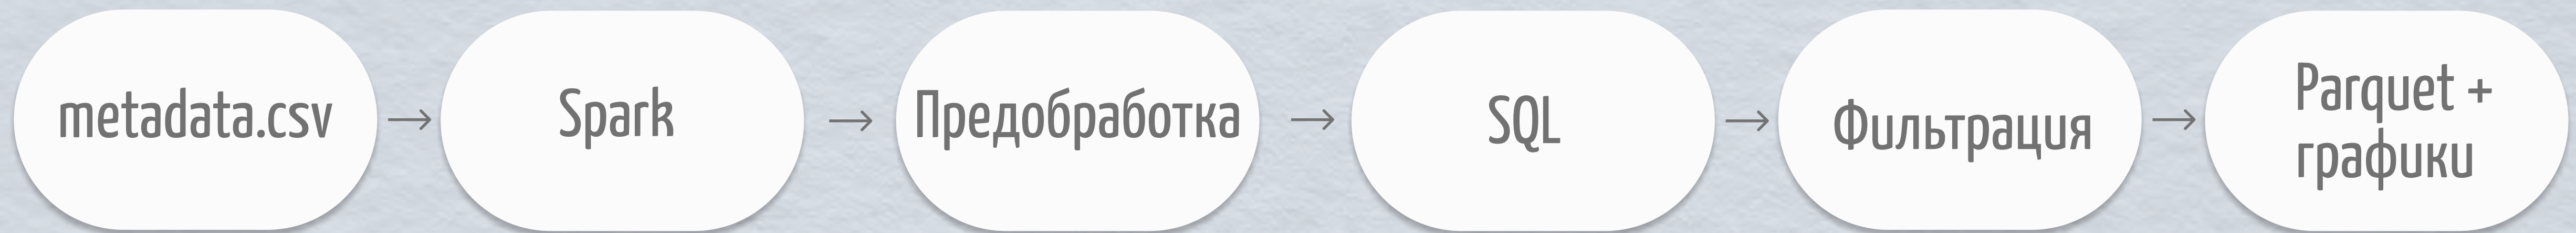 metadata.csv → Spark → Предобработка → SQL → Фильтрация → Parquet +
графики